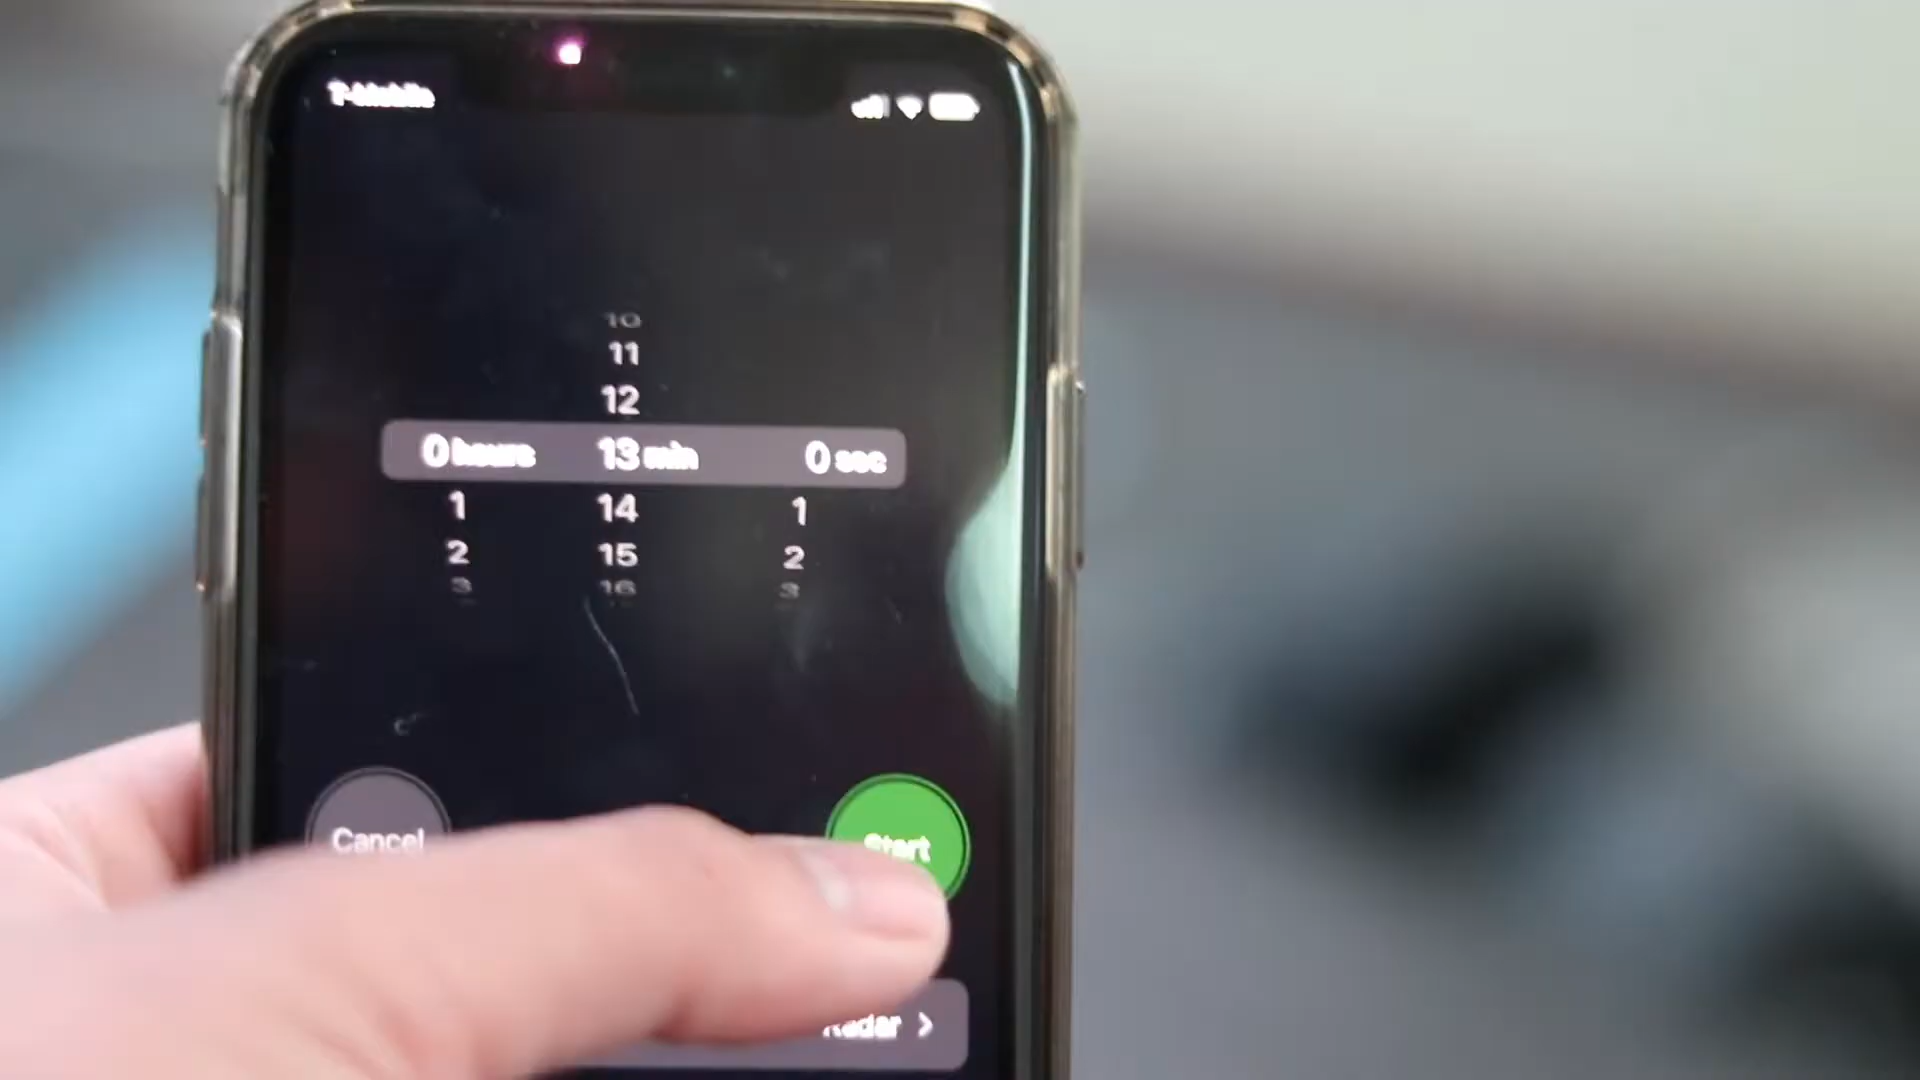 T-Mobile
10
11
12
0 hours 13 min 0 sec
1 14 1
2 15 2
3 16 3
Cancel Start
Radar >